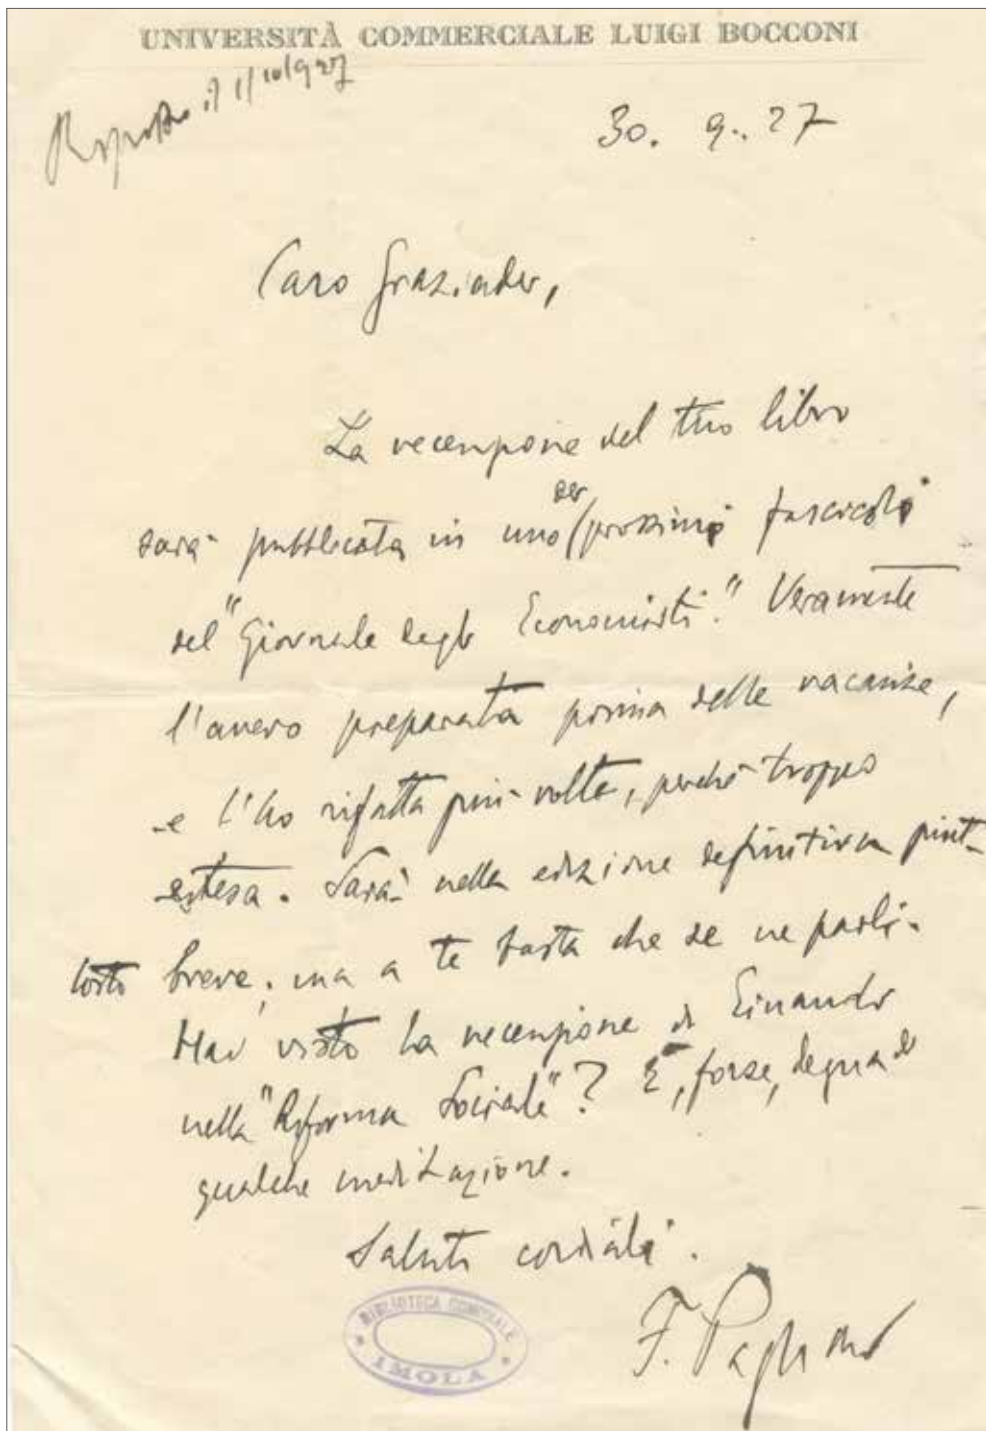 UNIVERSITÀ COMMERCIALE LUIGI BOCCONI
Risposto il 1/10/927
30. 9. 27
Caro Graziadei,
La recensione del tuo libro
sarà pubblicata in uno dei prossimi fascicoli
del "Giornale degli Economisti". Veramente
l'avevo preparata prima delle vacanze,
e l'ho rifatta più volte, perché troppo
estesa. Sarà nella edizione definitiva piut-
tosto breve; ma a te basta che se ne parli.
Hai visto la recensione di Einaudi
nella "Riforma Sociale"? È, forse, degna di
qualche meditazione.
Saluti cordiali.
F.
BIBLIOTECA COMUNALE
IMOLA